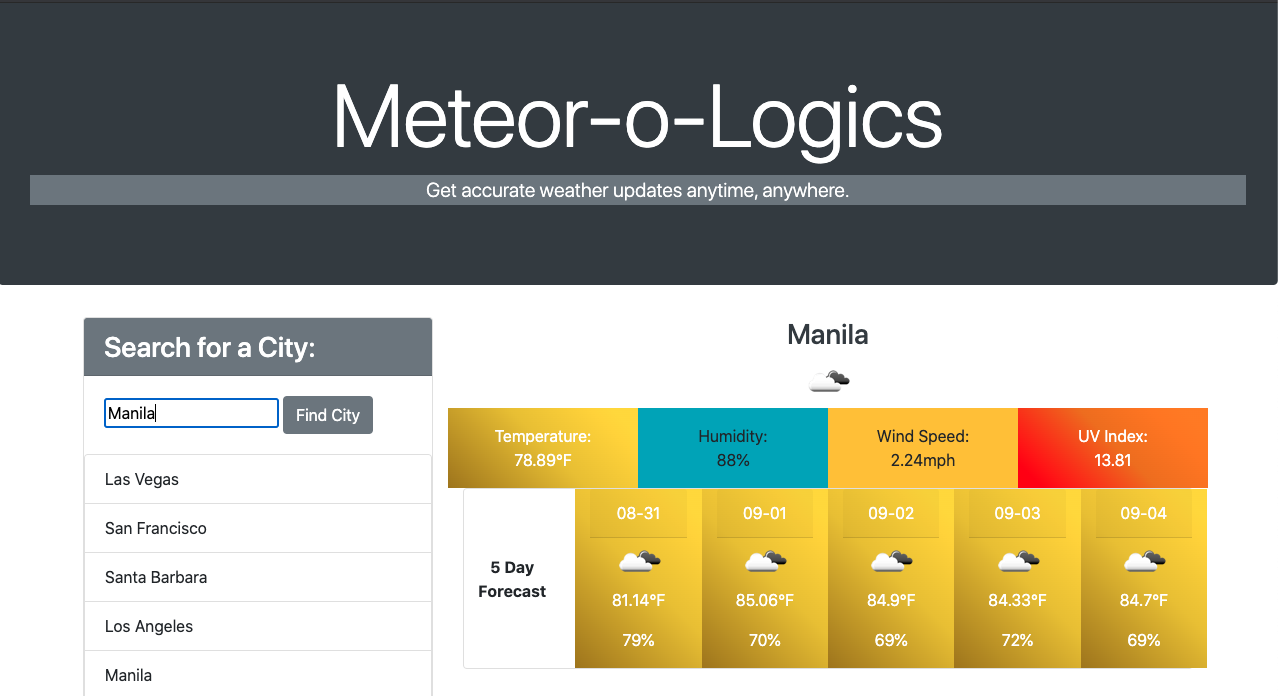 Meteor-o-Logics
Get accurate weather updates anytime, anywhere.
Search for a City:
Manila
Find City
Las Vegas
San Francisco
Santa Barbara
Los Angeles
Manila
Manila
Temperature:
78.89°F
Humidity:
88%
Wind Speed:
2.24mph
UV Index:
13.81
5 Day
Forecast
08-31
81.14°F
79%
09-01
85.06°F
70%
09-02
84.9°F
69%
09-03
84.33°F
72%
09-04
84.7°F
69%